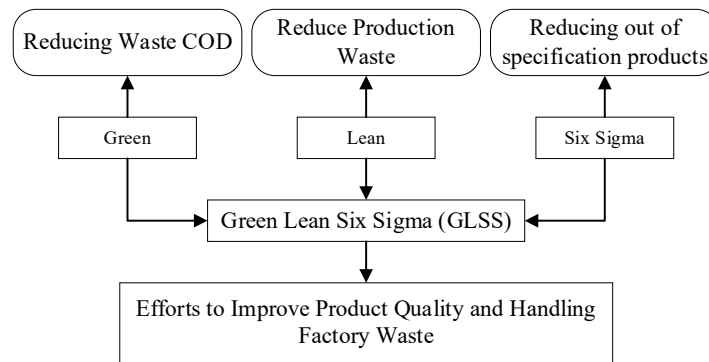 Reducing Waste COD
Reduce Production
Waste
Reducing out of
specification products
Green
Lean
Six Sigma
Green Lean Six Sigma (GLSS)
Efforts to Improve Product Quality and Handling
Factory Waste